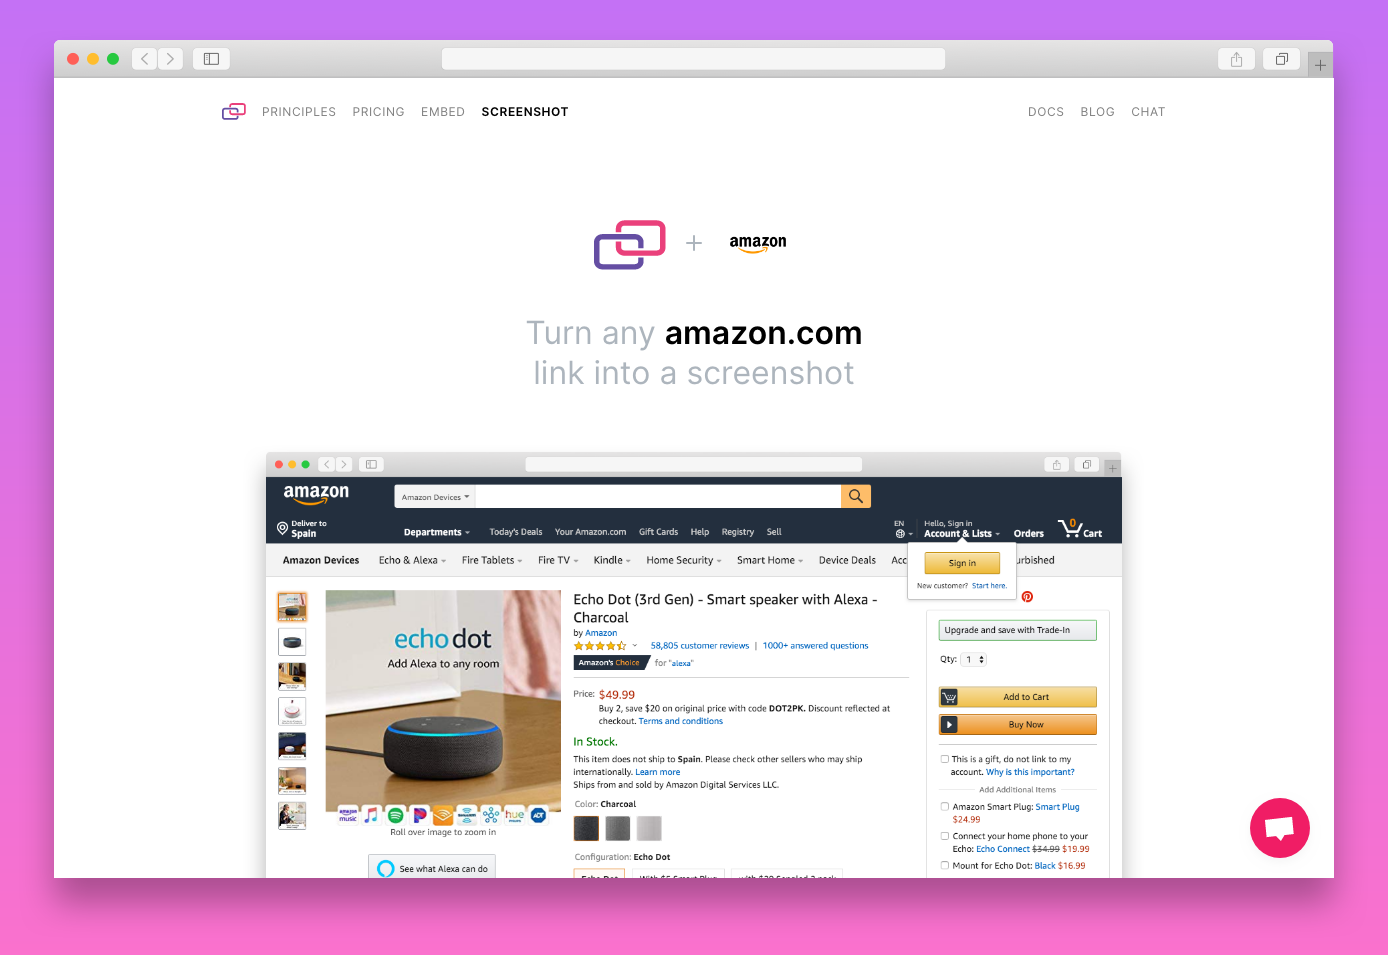 PRINCIPLES PRICING EMBED SCREENSHOT DOCS BLOG CHAT
+ amazon
Turn any amazon.com
link into a screenshot
amazon
Amazon Devices
Deliver to
Spain
Departments Today's Deals Your Amazon.com Gift Cards Help Registry Sell
EN
Hello, Sign in
Account & Lists
Orders
0
Cart
Amazon Devices Echo & Alexa Fire Tablets Fire TV Kindle Home Security Smart Home Device Deals Acc urbished
Sign in
New customer? Start here.
echo dot
Add Alexa to any room
amazon music
hue
ADT
Roll over image to zoom in
See what Alexa can do
Echo Dot (3rd Gen) - Smart speaker with Alexa -
Charcoal
by Amazon
58,805 customer reviews | 1000+ answered questions
Amazon's Choice for "alexa"
Price: $49.99
Buy 2, save $20 on original price with code DOT2PK. Discount reflected at
checkout. Terms and conditions
In Stock.
This item does not ship to Spain. Please check other sellers who may ship
internationally. Learn more
Ships from and sold by Amazon Digital Services LLC.
Color: Charcoal
Configuration: Echo Dot
Echo Dot With $5 Smart Plug
Upgrade and save with Trade-In
Qty: 1
Add to Cart
Buy Now
This is a gift, do not link to my
account. Why is this important?
Add Additional Items
Amazon Smart Plug: Smart Plug
$24.99
Connect your home phone to your
Echo: Echo Connect $34.99 $19.99
Mount for Echo Dot: Black $16.99